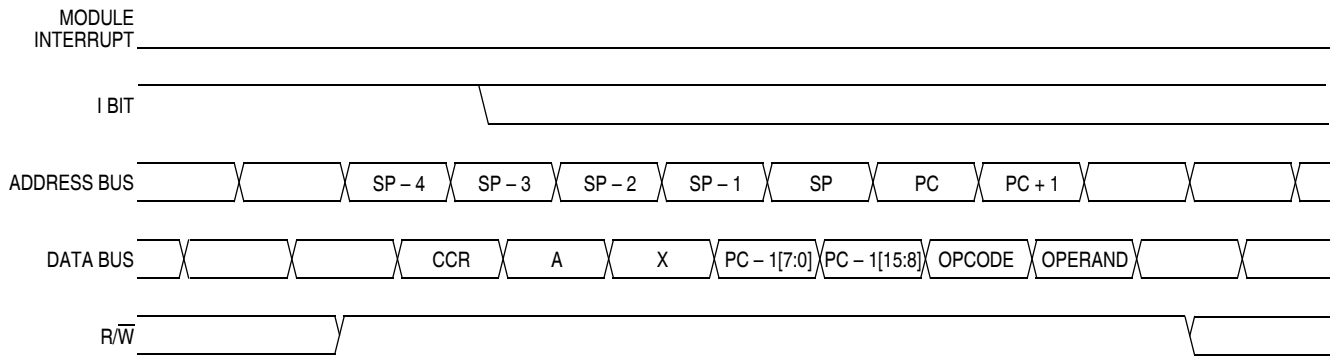 MODULE
INTERRUPT
I BIT
ADDRESS BUS SP – 4 SP – 3 SP – 2 SP – 1 SP PC PC + 1
DATA BUS CCR A X PC – 1[7:0] PC – 1[15:8] OPCODE OPERAND
R/W̅